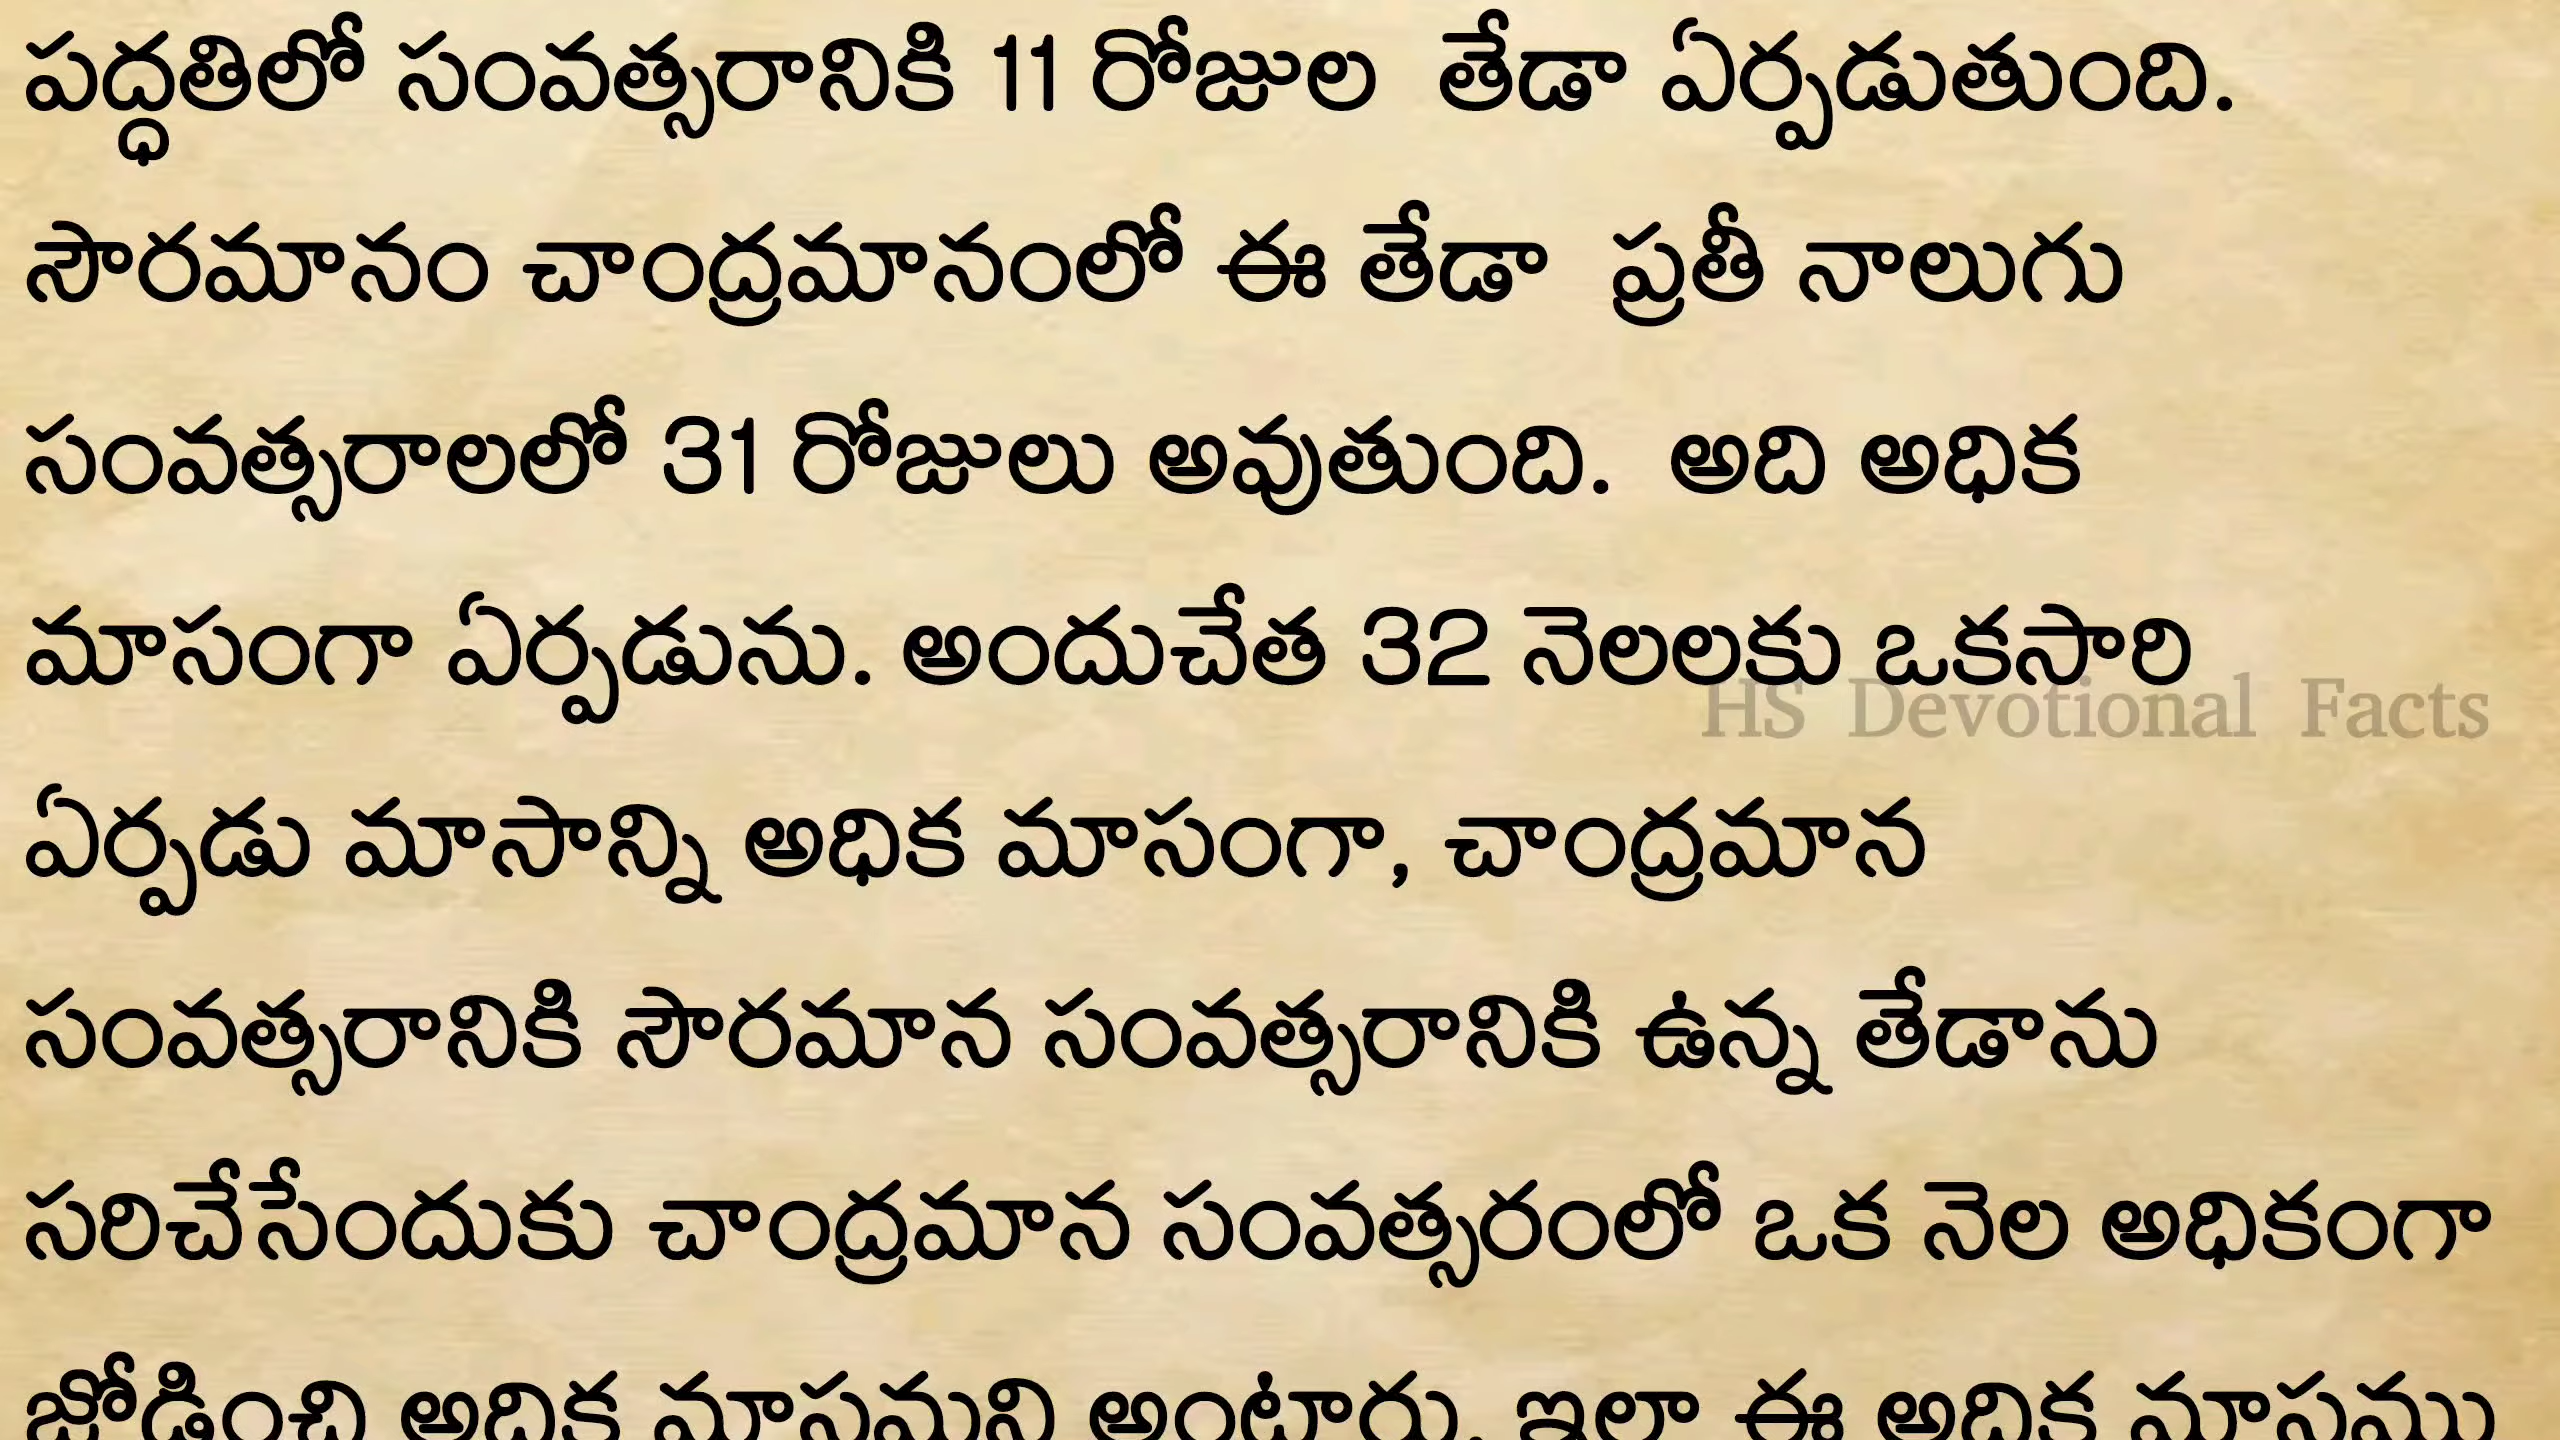 పద్ధతిలో సంవత్సరానికి 11 రోజుల తేడా ఏర్పడుతుంది.
సౌరమానం చాంద్రమానంలో ఈ తేడా ప్రతీ నాలుగు
సంవత్సరాలలో 31 రోజులు అవుతుంది. అది అధిక
మాసంగా ఏర్పడును. అందుచేత 32 నెలలకు ఒకసారి
HS Devotional Facts
ఏర్పడు మాసాన్ని అధిక మాసంగా, చాంద్రమాన
సంవత్సరానికి సౌరమాన సంవత్సరానికి ఉన్న తేడాను
సరిచేసేందుకు చాంద్రమాన సంవత్సరంలో ఒక నెల అధికంగా
జోడించి అధిక మాసమని అంటారు. ఇలా ఈ అధిక మాసము